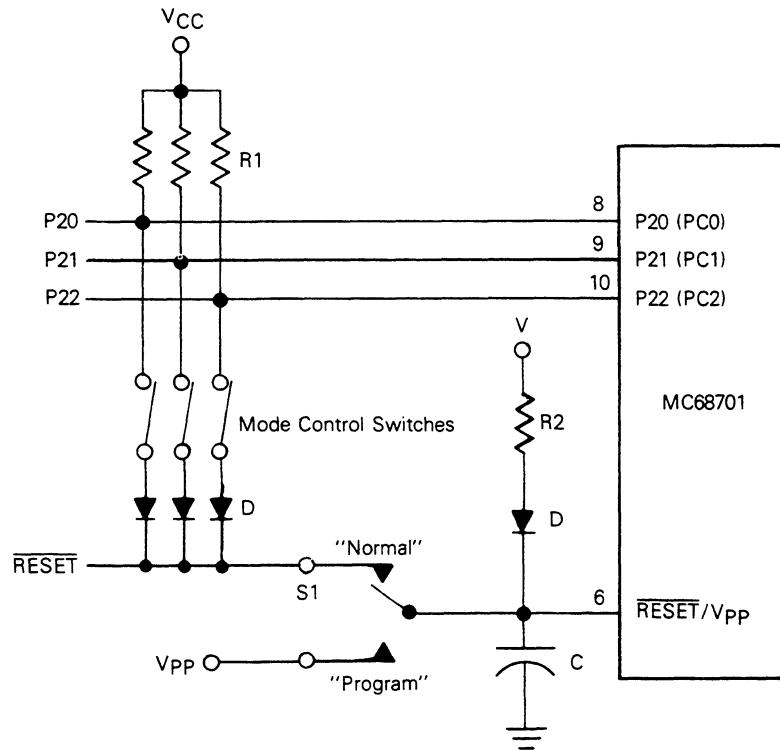 VCC
R1
P20
8
P20 (PC0)
P21
9
P21 (PC1)
P22
10
P22 (PC2)
V
MC68701
R2
Mode Control Switches
D
D
"Normal"
RESET
S1
6
RESET/VPP
VPP
"Program"
C